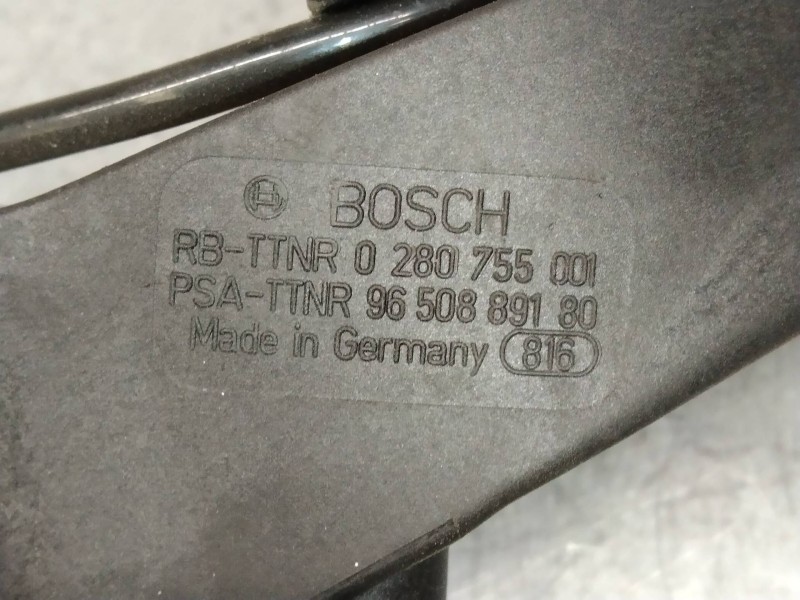 BOSCH
RB-TTNR 0 280 755 001
PSA-TTNR 96 508 891 80
Made in Germany 816